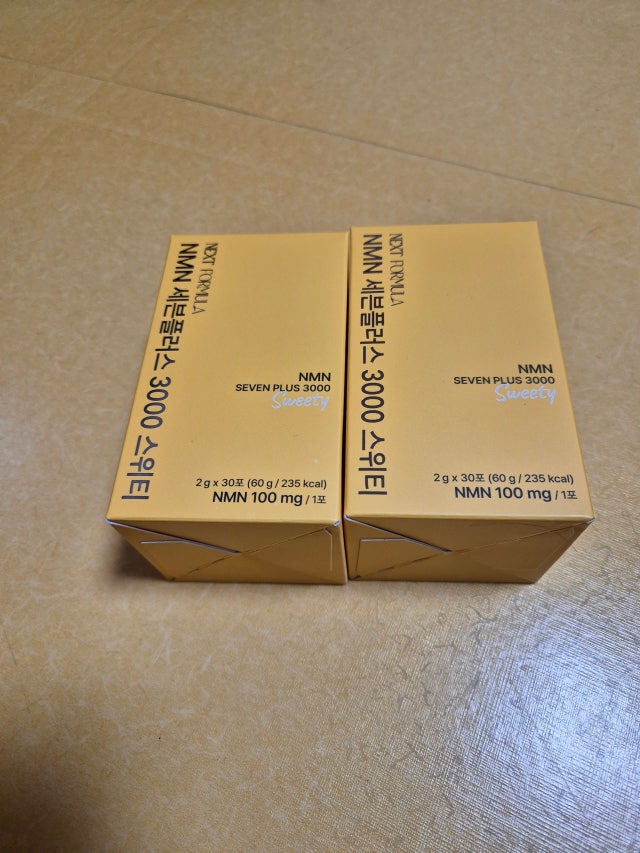 NEXT FORMULA
NMN 세븐플러스 3000 스위티
NMN
SEVEN PLUS 3000
Sweety
2 g x 30포 (60 g / 235 kcal)
NMN 100 mg / 1포
NEXT FORMULA
NMN 세븐플러스 3000 스위티
NMN
SEVEN PLUS 3000
Sweety
2 g x 30포 (60 g / 235 kcal)
NMN 100 mg / 1포